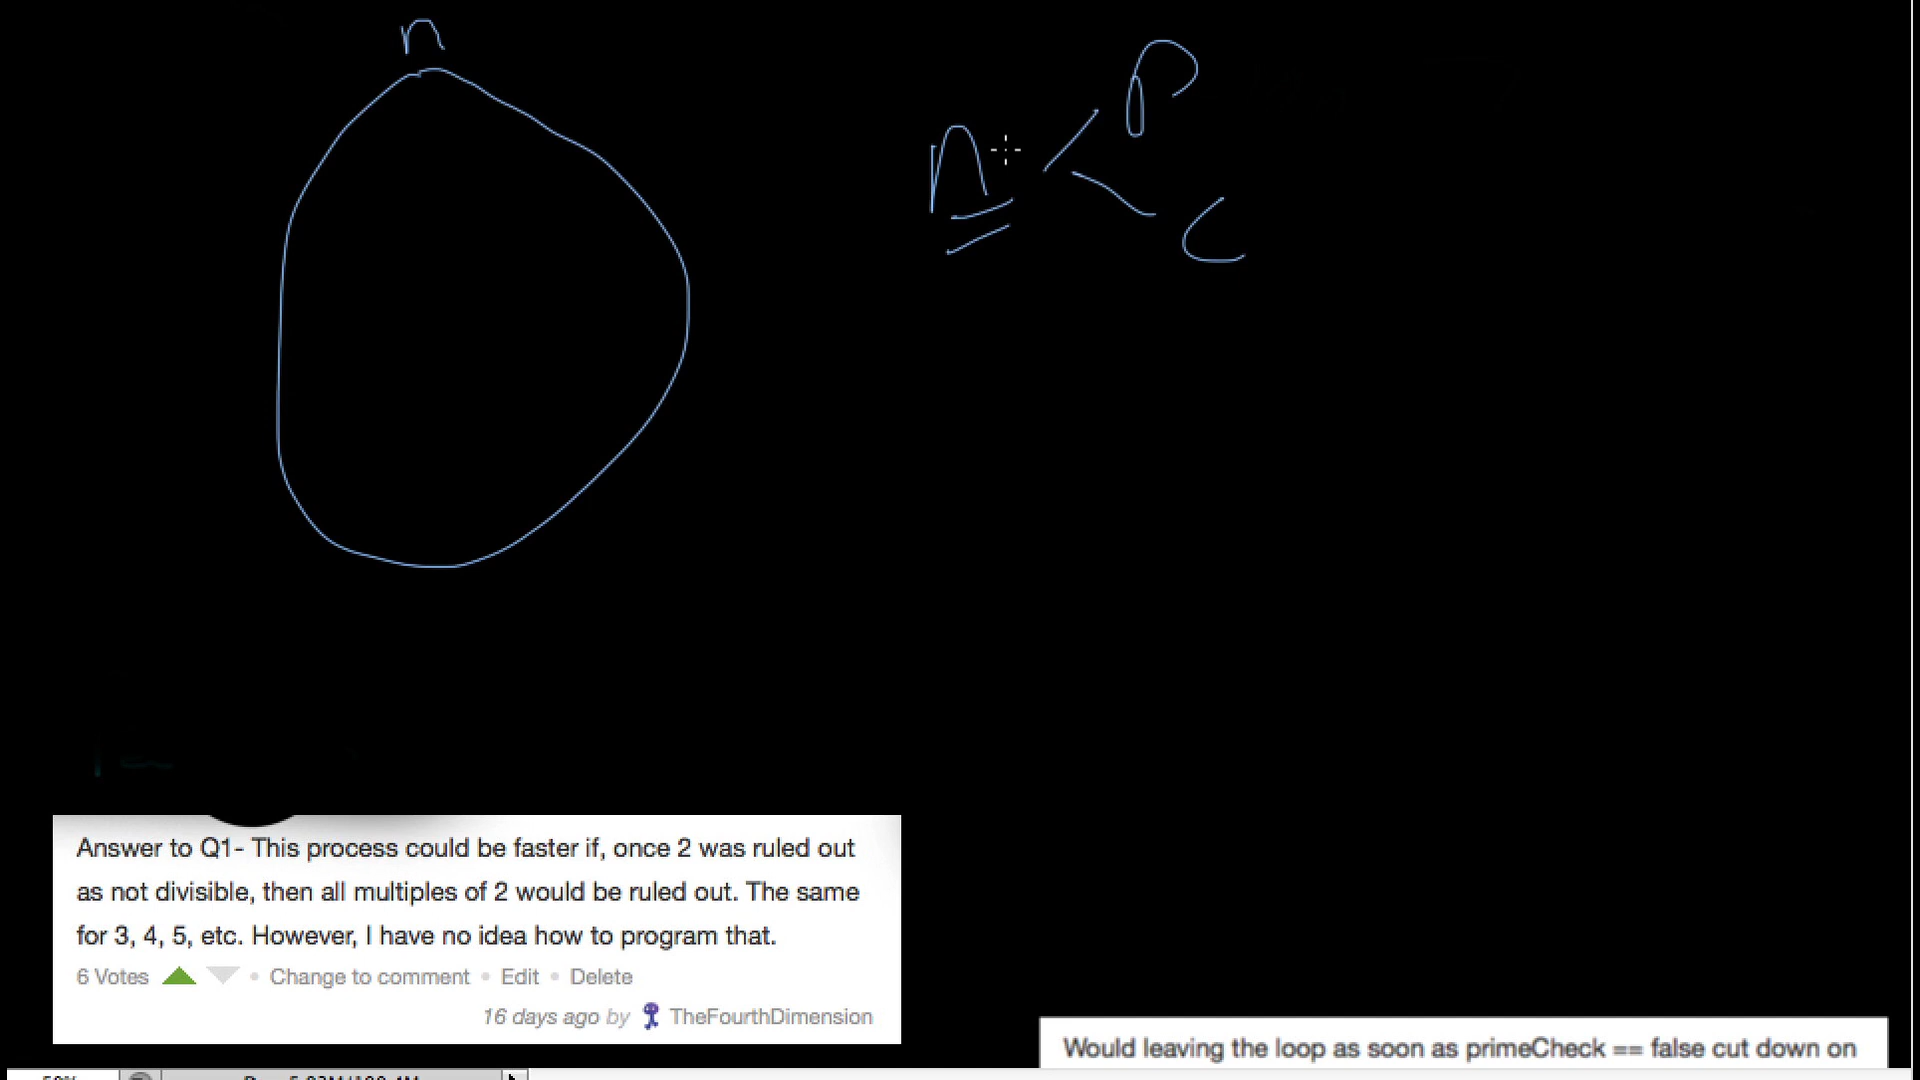 n
n
P
C
Answer to Q1- This process could be faster if, once 2 was ruled out
as not divisible, then all multiples of 2 would be ruled out. The same
for 3, 4, 5, etc. However, I have no idea how to program that.
6 Votes • Change to comment • Edit • Delete
16 days ago by TheFourthDimension
Would leaving the loop as soon as primeCheck == false cut down on